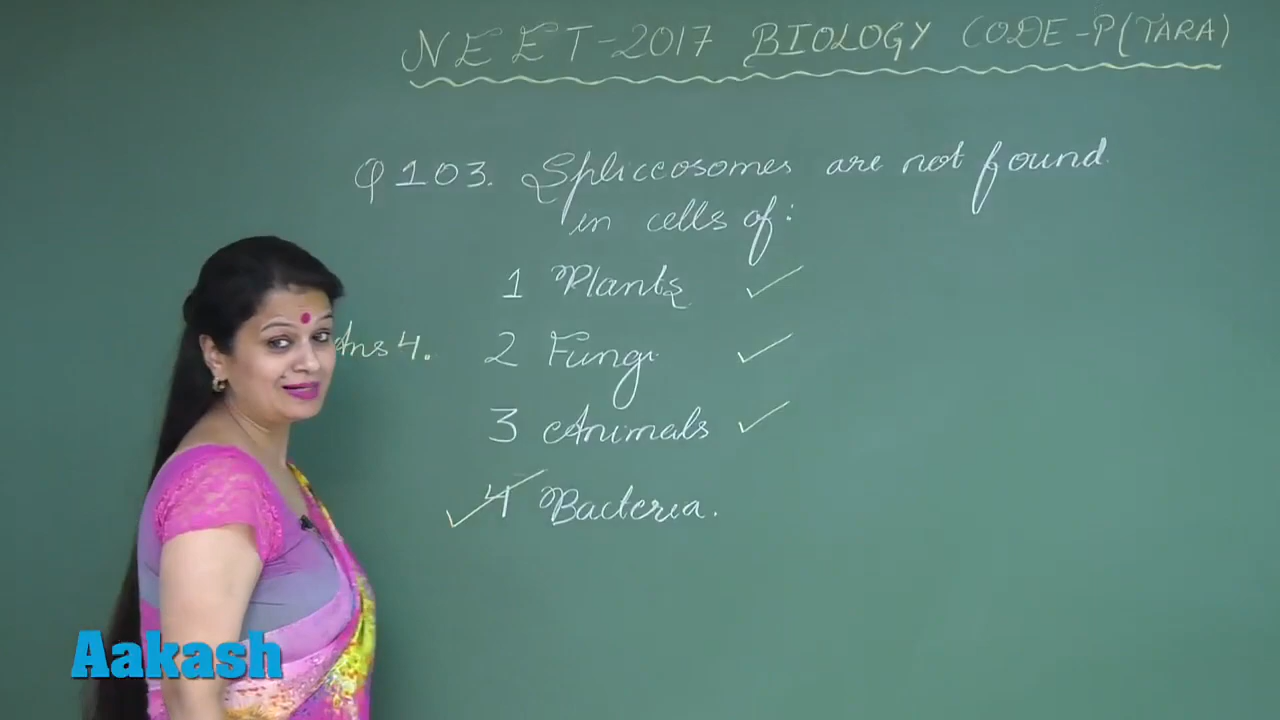 NEET-2017 BIOLOGY CODE-P(TARA)
Q103. Spliceosomes are not found
in cells of:
1 Plants ✓
Ans 4.
2 Fungi ✓
3 Animals ✓
✓ 4 Bacteria.
Aakash